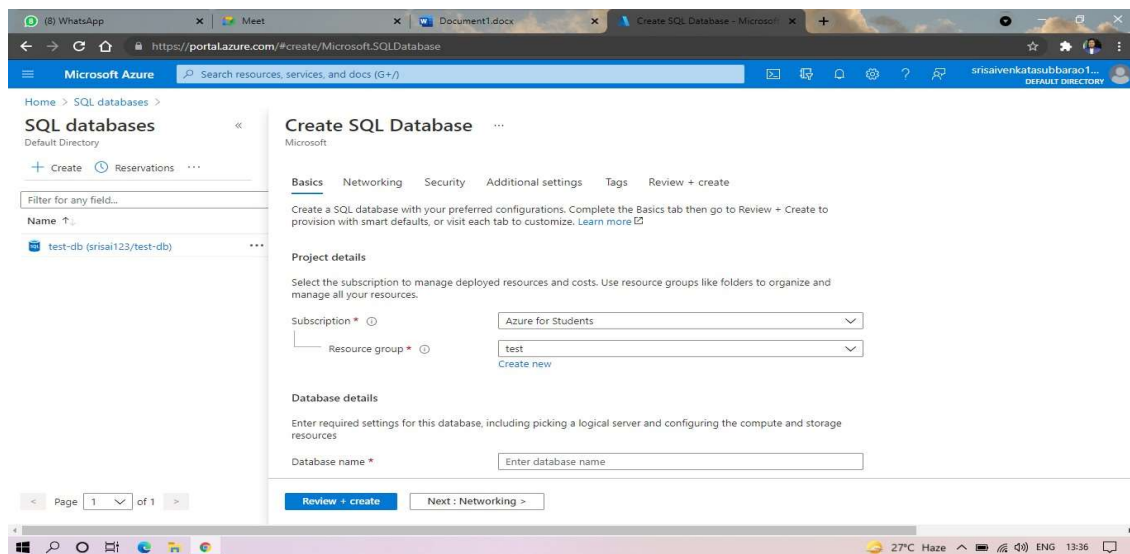 (8) WhatsApp
Meet
Document1.docx
Create SQL Database - Microsof
https://portal.azure.com/#create/Microsoft.SQLDatabase
Microsoft Azure
Search resources, services, and docs (G+/)
srisaivenkatasubbarao1...
DEFAULT DIRECTORY
Home > SQL databases >
SQL databases
«
Default Directory
+ Create
Reservations
...
Filter for any field...
Name ↑
test-db (srisai123/test-db)
...
< Page 1 of 1 >
Create SQL Database ...
Microsoft
Basics Networking Security Additional settings Tags Review + create
Create a SQL database with your preferred configurations. Complete the Basics tab then go to Review + Create to
provision with smart defaults, or visit each tab to customize. Learn more
Project details
Select the subscription to manage deployed resources and costs. Use resource groups like folders to organize and
manage all your resources.
Subscription *
Azure for Students
Resource group *
test
Create new
Database details
Enter required settings for this database, including picking a logical server and configuring the compute and storage
resources
Database name *
Enter database name
Review + create
Next : Networking >
27°C Haze
ENG
13:36